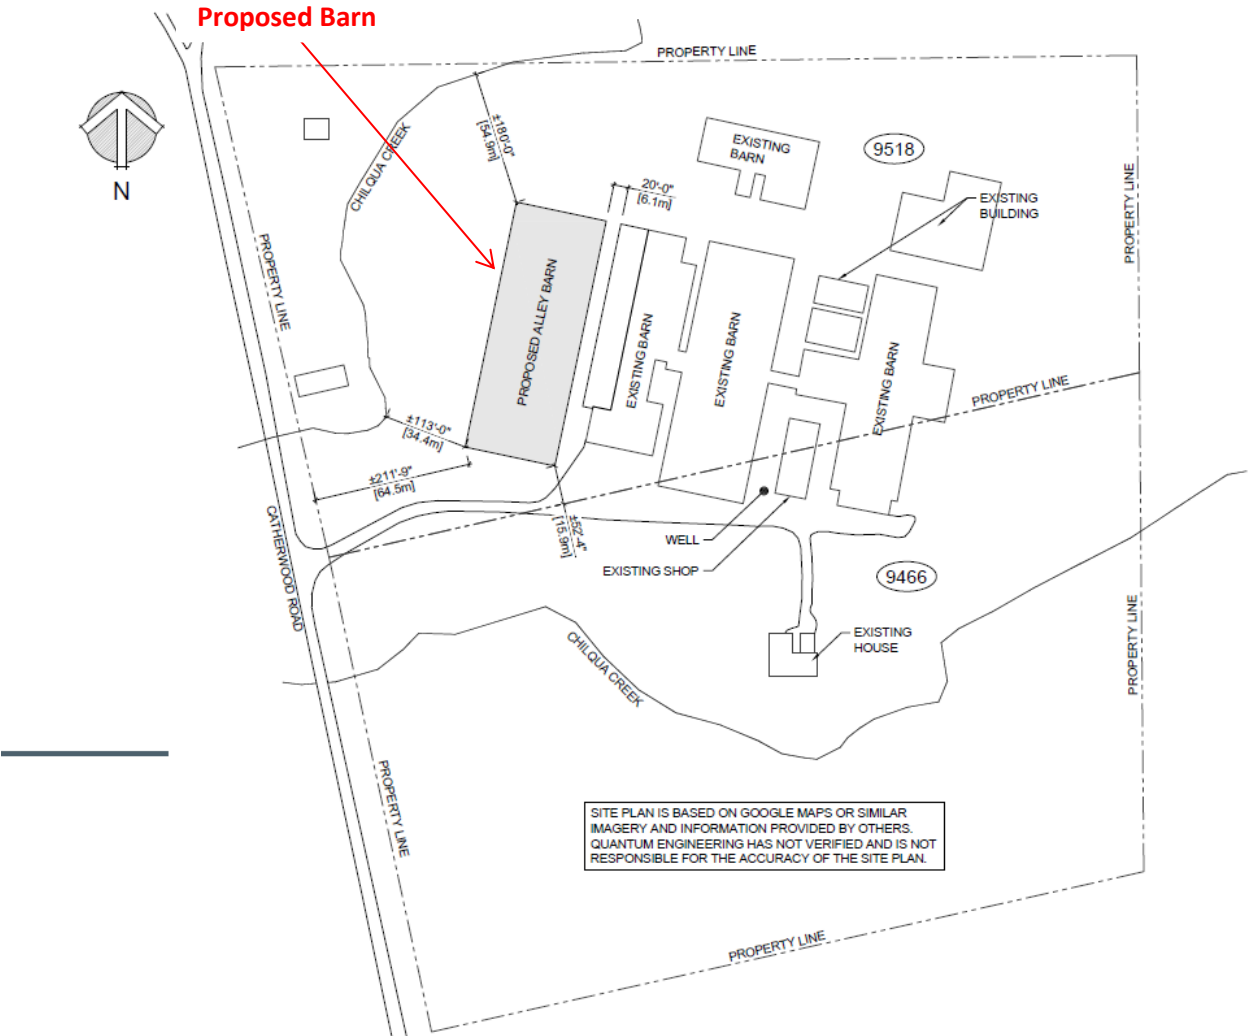 Proposed Barn
PROPERTY LINE
N
CHILQUA CREEK
±180'-0"
[54.9m]
EXISTING
BARN
9518
20'-0"
[6.1m]
EXISTING
BUILDING
PROPERTY LINE
PROPERTY LINE
PROPOSED ALLEY BARN
EXISTING BARN
EXISTING BARN
EXISTING BARN
PROPERTY LINE
±113'-0"
[34.4m]
±211'-9"
[64.5m]
±52'-4"
[15.9m]
CATHERWOOD ROAD
WELL
EXISTING SHOP
9466
EXISTING
HOUSE
CHILQUA CREEK
PROPERTY LINE
PROPERTY LINE
SITE PLAN IS BASED ON GOOGLE MAPS OR SIMILAR
IMAGERY AND INFORMATION PROVIDED BY OTHERS.
QUANTUM ENGINEERING HAS NOT VERIFIED AND IS NOT
RESPONSIBLE FOR THE ACCURACY OF THE SITE PLAN.
PROPERTY LINE